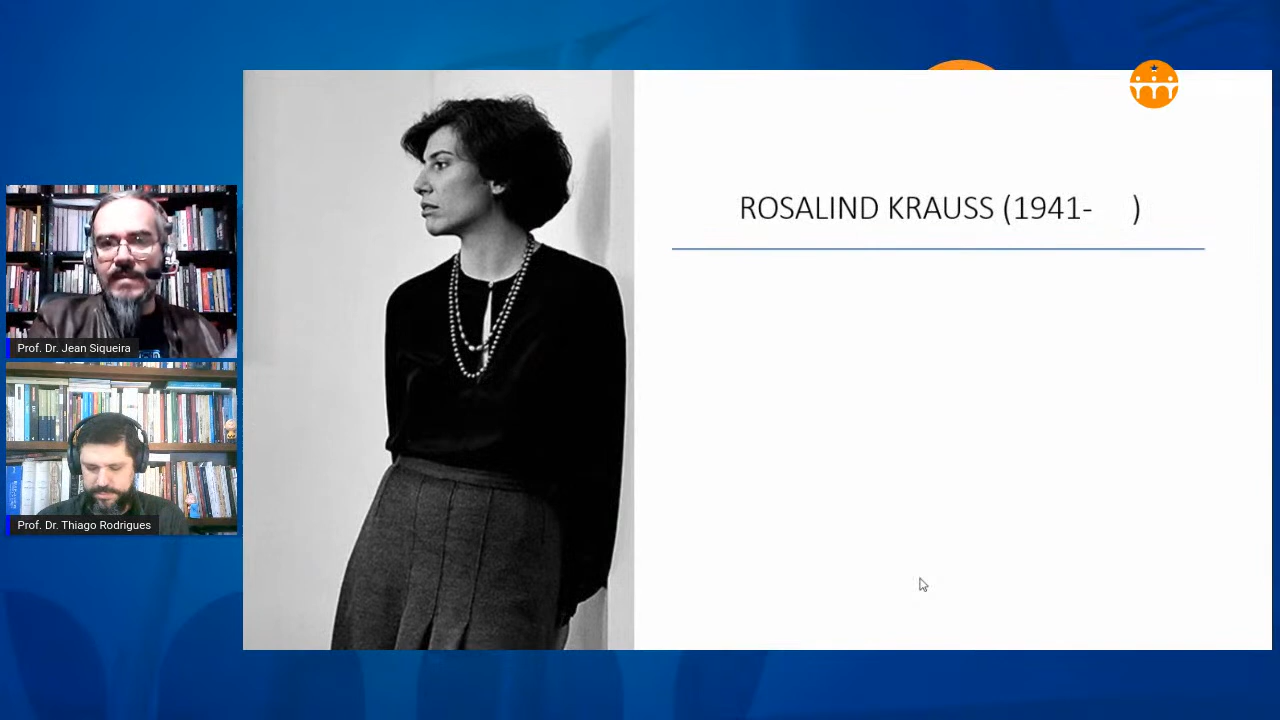 ROSALIND KRAUSS (1941- )
Prof. Dr. Jean Siqueira
Prof. Dr. Thiago Rodrigues